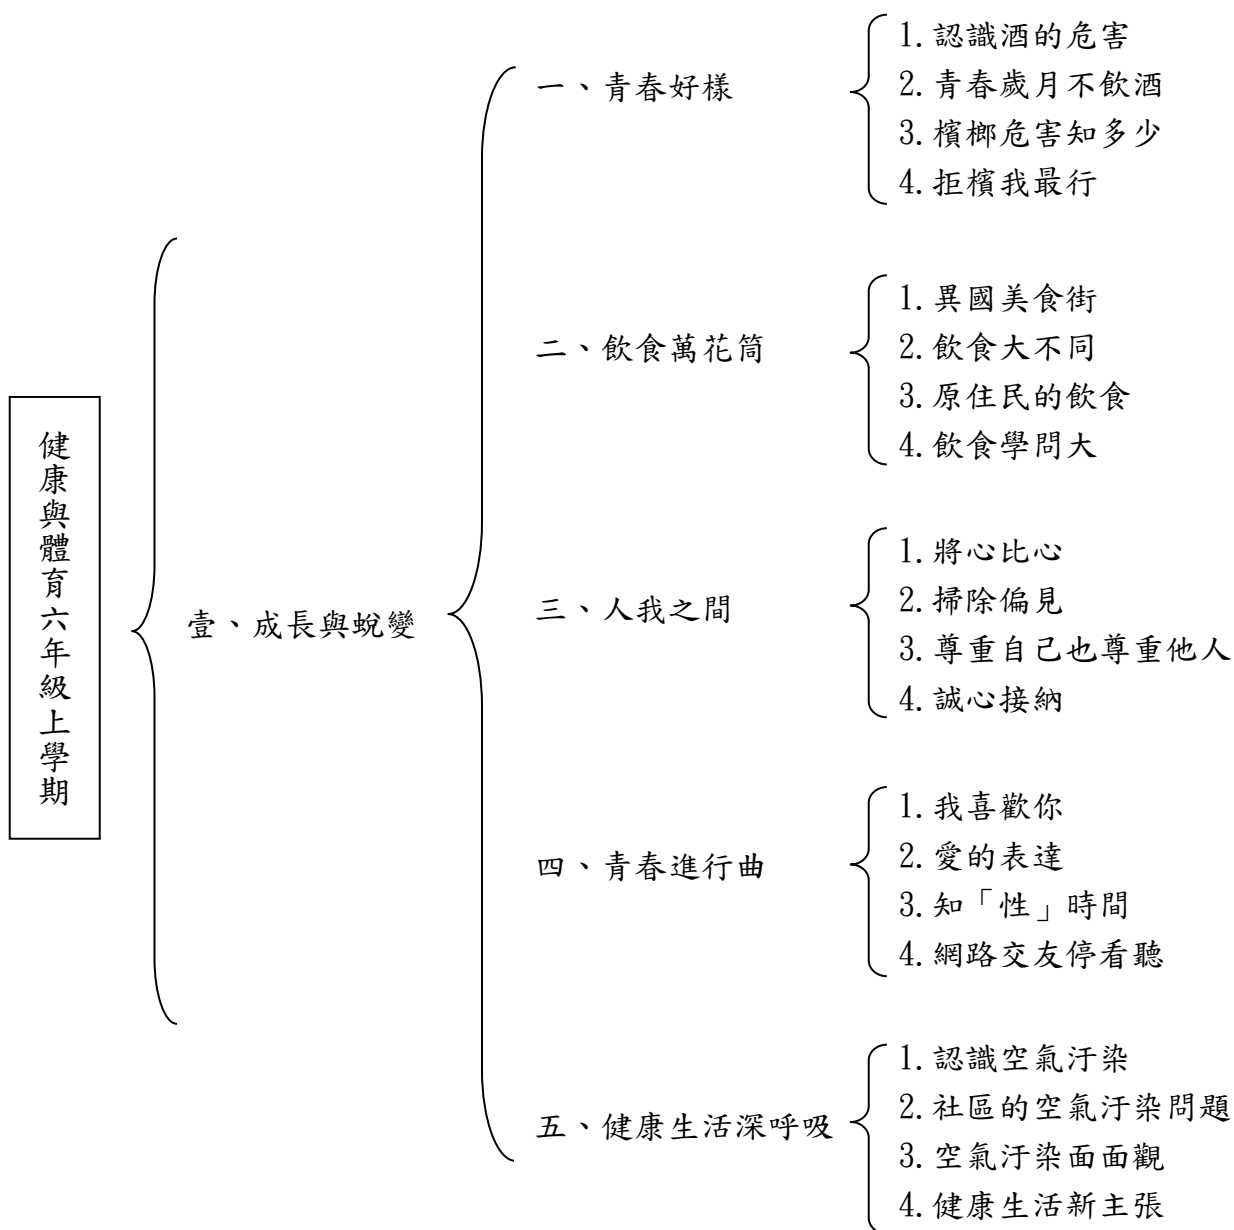 健康與體育六年級上學期
壹、成長與蛻變
一、青春好樣
1.認識酒的危害
2.青春歲月不飲酒
3.檳榔危害知多少
4.拒檳我最行
二、飲食萬花筒
1.異國美食街
2.飲食大不同
3.原住民的飲食
4.飲食學問大
三、人我之間
1.將心比心
2.掃除偏見
3.尊重自己也尊重他人
4.誠心接納
四、青春進行曲
1.我喜歡你
2.愛的表達
3.知「性」時間
4.網路交友停看聽
五、健康生活深呼吸
1.認識空氣汙染
2.社區的空氣汙染問題
3.空氣汙染面面觀
4.健康生活新主張